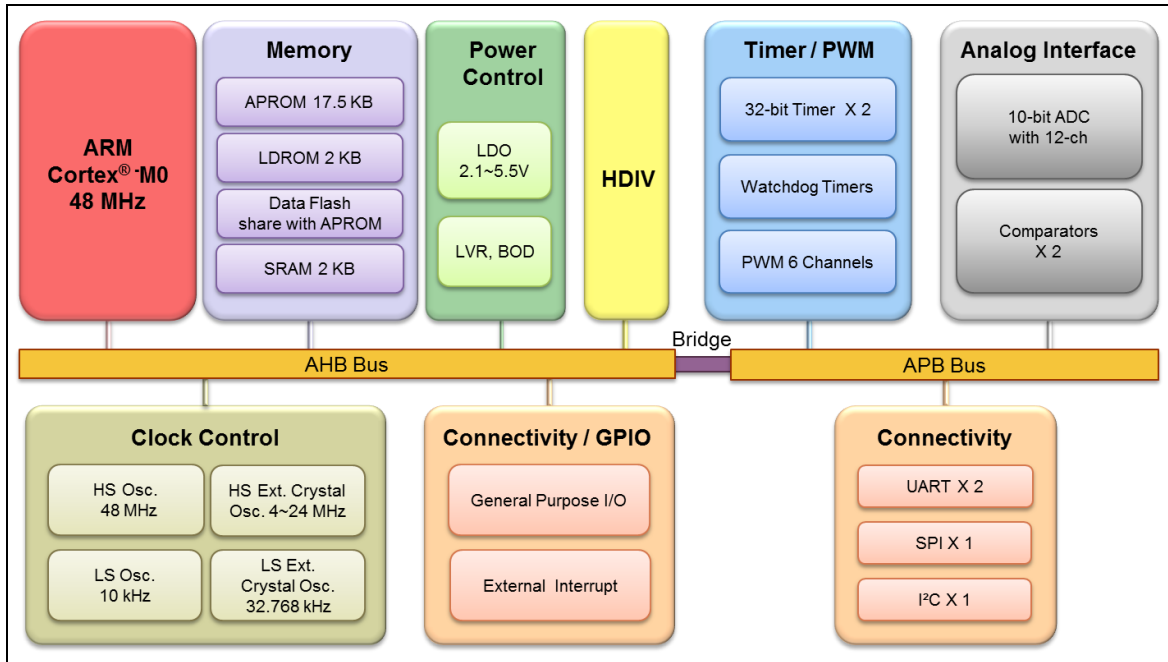 ARM
Cortex® -M0
48 MHz
Memory
APROM 17.5 KB
LDROM 2 KB
Data Flash
share with APROM
SRAM 2 KB
Power
Control
LDO
2.1~5.5V
LVR, BOD
HDIV
Timer / PWM
32-bit Timer X 2
Watchdog Timers
PWM 6 Channels
Analog Interface
10-bit ADC
with 12-ch
Comparators
X 2
AHB Bus
Bridge
APB Bus
Clock Control
HS Osc.
48 MHz
HS Ext. Crystal
Osc. 4~24 MHz
LS Osc.
10 kHz
LS Ext.
Crystal Osc.
32.768 kHz
Connectivity / GPIO
General Purpose I/O
External Interrupt
Connectivity
UART X 2
SPI X 1
I²C X 1